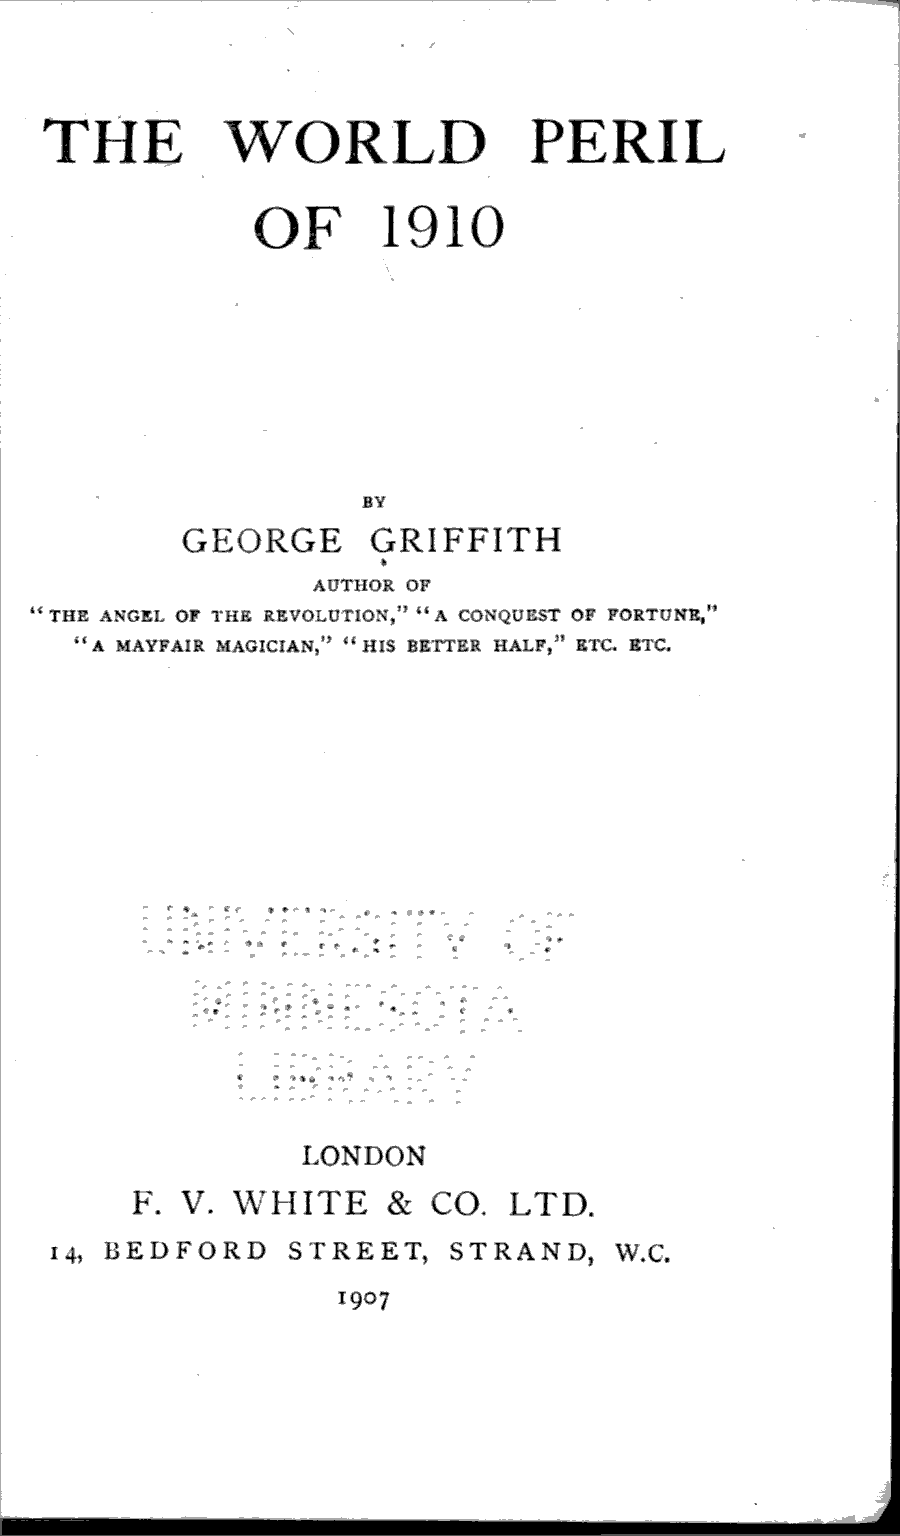 THE WORLD PERIL
OF 1910
BY
GEORGE GRIFFITH
AUTHOR OF
“THE ANGEL OF THE REVOLUTION,” “A CONQUEST OF FORTUNE,”
“A MAYFAIR MAGICIAN,” “HIS BETTER HALF,” ETC. ETC.
UNIVERSITY OF
MINNESOTA
LIBRARY
LONDON
F. V. WHITE & CO. LTD.
14, BEDFORD STREET, STRAND, W.C.
1907